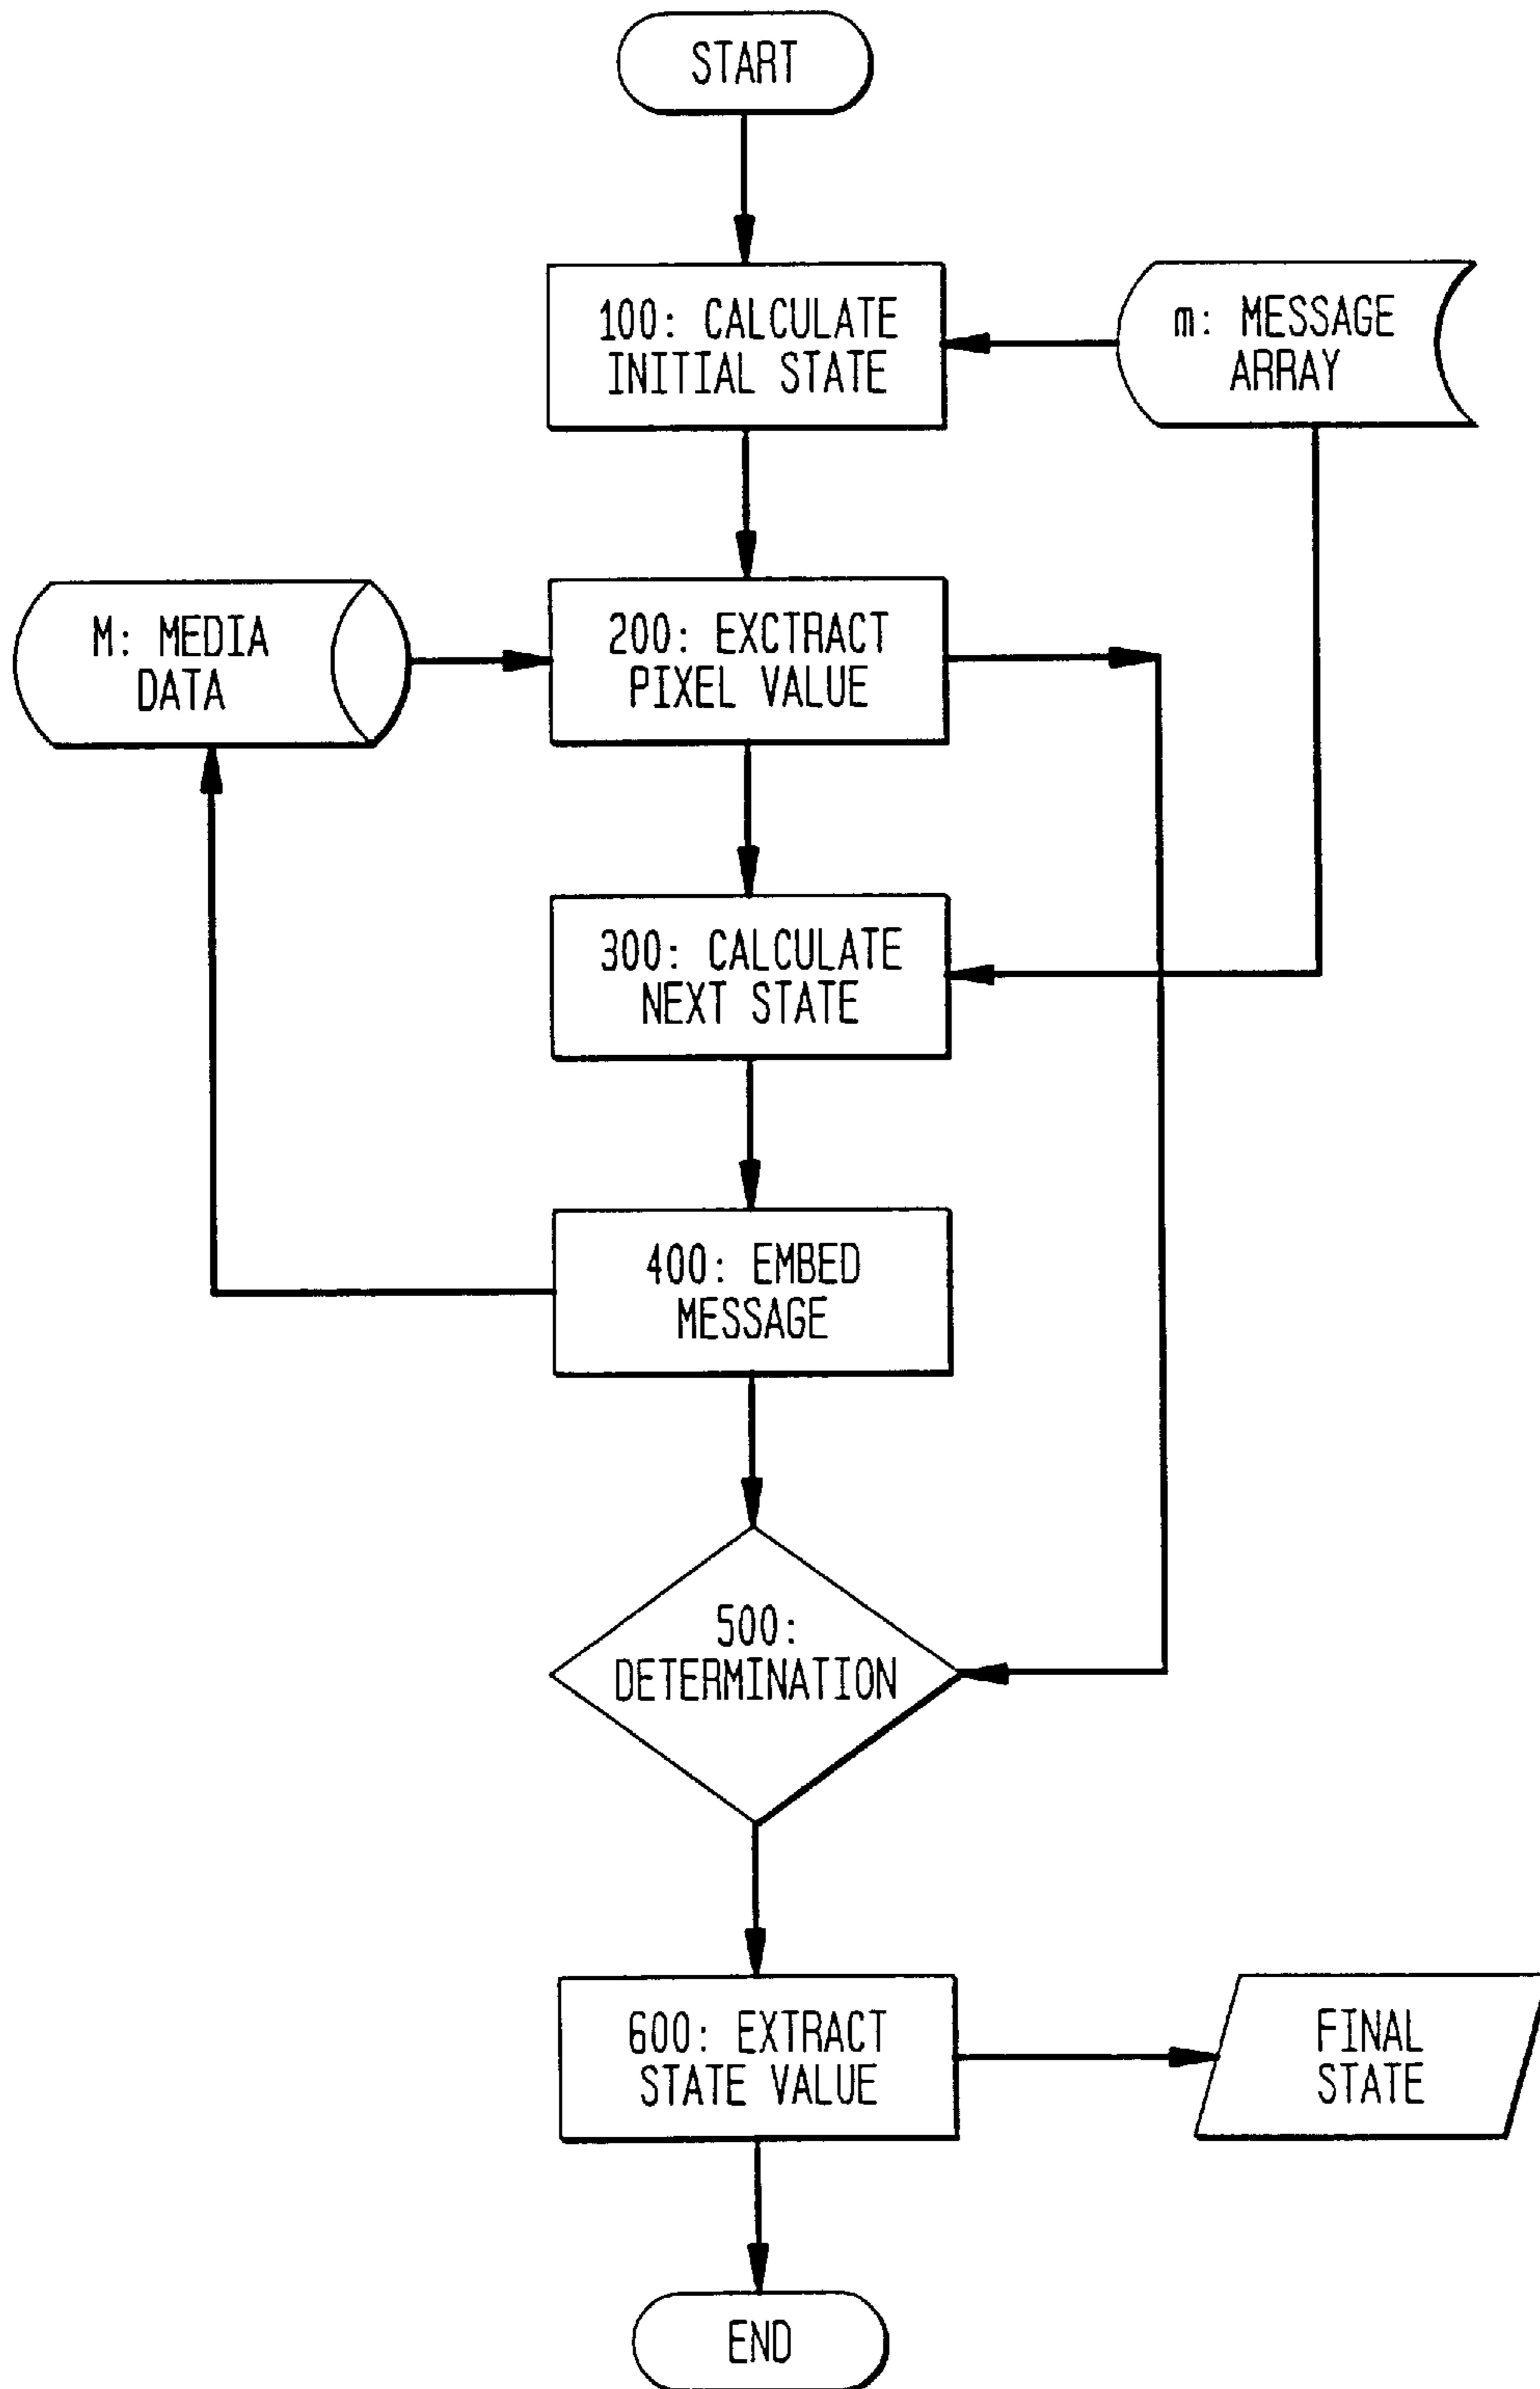 START
100: CALCULATE
INITIAL STATE
m: MESSAGE
ARRAY
M: MEDIA
DATA
200: EXCTRACT
PIXEL VALUE
300: CALCULATE
NEXT STATE
400: EMBED
MESSAGE
500:
DETERMINATION
600: EXTRACT
STATE VALUE
FINAL
STATE
END